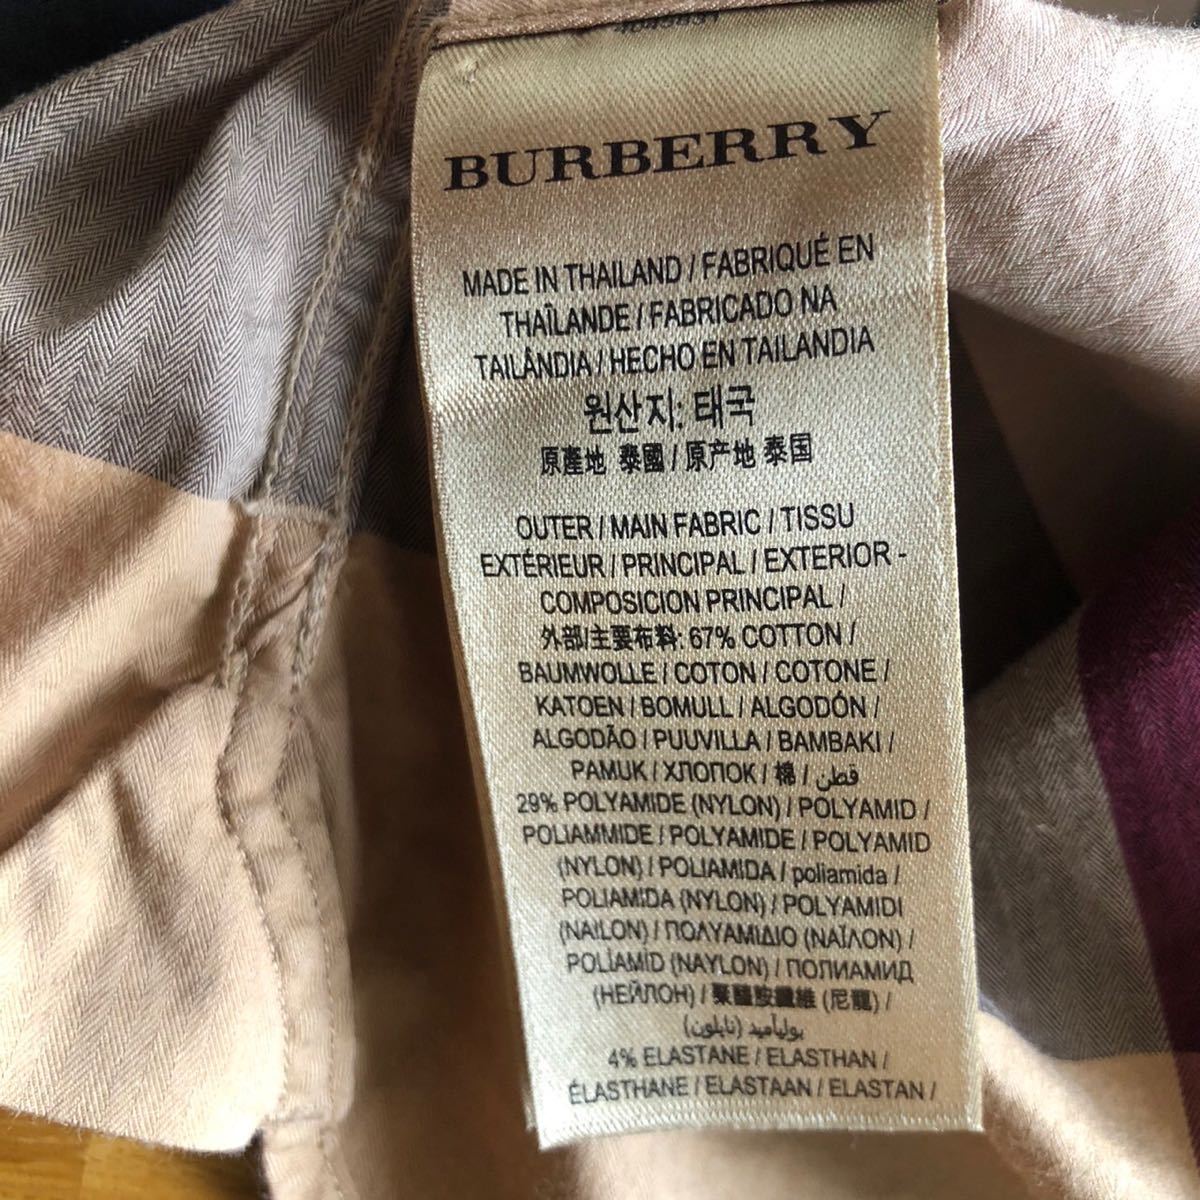 BURBERRY
MADE IN THAILAND / FABRIQUÉ EN
THAÏLANDE / FABRICADO NA
TAILÂNDIA / HECHO EN TAILANDIA
원산지: 태국
原產地 泰國 / 原产地 泰国
OUTER / MAIN FABRIC / TISSU
EXTÉRIEUR / PRINCIPAL / EXTERIOR -
COMPOSICION PRINCIPAL /
外部/主要布料: 67% COTTON /
BAUMWOLLE / COTON / COTONE /
KATOEN / BOMULL / ALGODÓN /
ALGODÃO / PUUVILLA / BAMBAKI /
PAMUK / ХЛОПОК / 棉 / قطن /
29% POLYAMIDE (NYLON) / POLYAMID /
POLIAMMIDE / POLYAMIDE / POLYAMID
(NYLON) / POLIAMIDA / poliamida /
POLIAMIDA (NYLON) / POLYAMIDI
(NAILON) / ΠΟΛΥΑΜΙΔΙΟ (ΝΑΪΛΟΝ) /
POLİAMİD (NAYLON) / ПОЛИАМИД
(НЕЙЛОН) / 聚醯胺纖維 (尼龍) /
بوليأميد (نايلون)
4% ELASTANE / ELASTHAN /
ÉLASTHANE / ELASTAAN / ELASTAN /